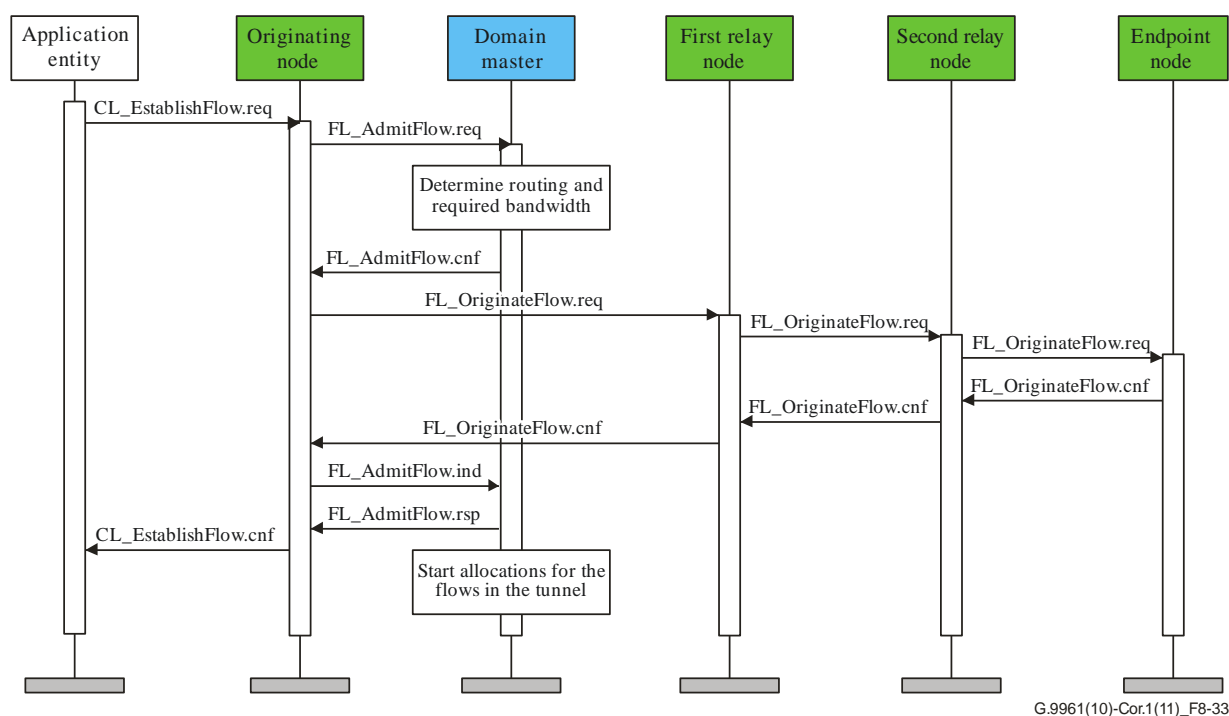 Application
entity
Originating
node
Domain
master
First relay
node
Second relay
node
Endpoint
node
CL_EstablishFlow.req
FL_AdmitFlow.req
Determine routing and
required bandwidth
FL_AdmitFlow.cnf
FL_OriginateFlow.req
FL_OriginateFlow.req
FL_OriginateFlow.req
FL_OriginateFlow.cnf
FL_OriginateFlow.cnf
FL_OriginateFlow.cnf
FL_AdmitFlow.ind
FL_AdmitFlow.rsp
CL_EstablishFlow.cnf
Start allocations for the
flows in the tunnel
G.9961(10)-Cor.1(11)_F8-33